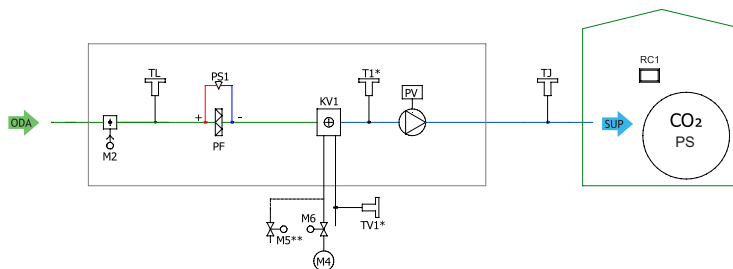 TL
PS1
T1*
TJ
RC1
KV1
PV
ODA
+
-
SUP
CO₂
PS
M2
PF
M6
M5**
TV1*
M4